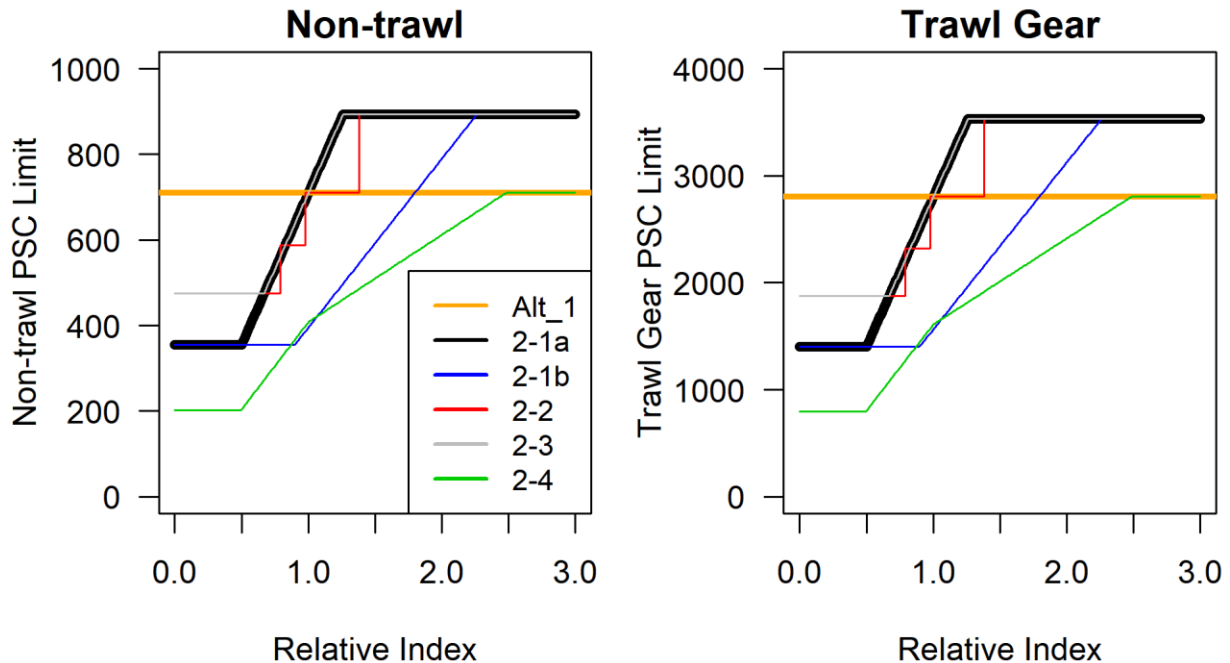 Non-trawl
Non-trawl PSC Limit
1000
800
600
400
200
0
0.0 1.0 2.0 3.0
Relative Index
Alt_1
2-1a
2-1b
2-2
2-3
2-4
Trawl Gear
Trawl Gear PSC Limit
4000
3000
2000
1000
0
0.0 1.0 2.0 3.0
Relative Index